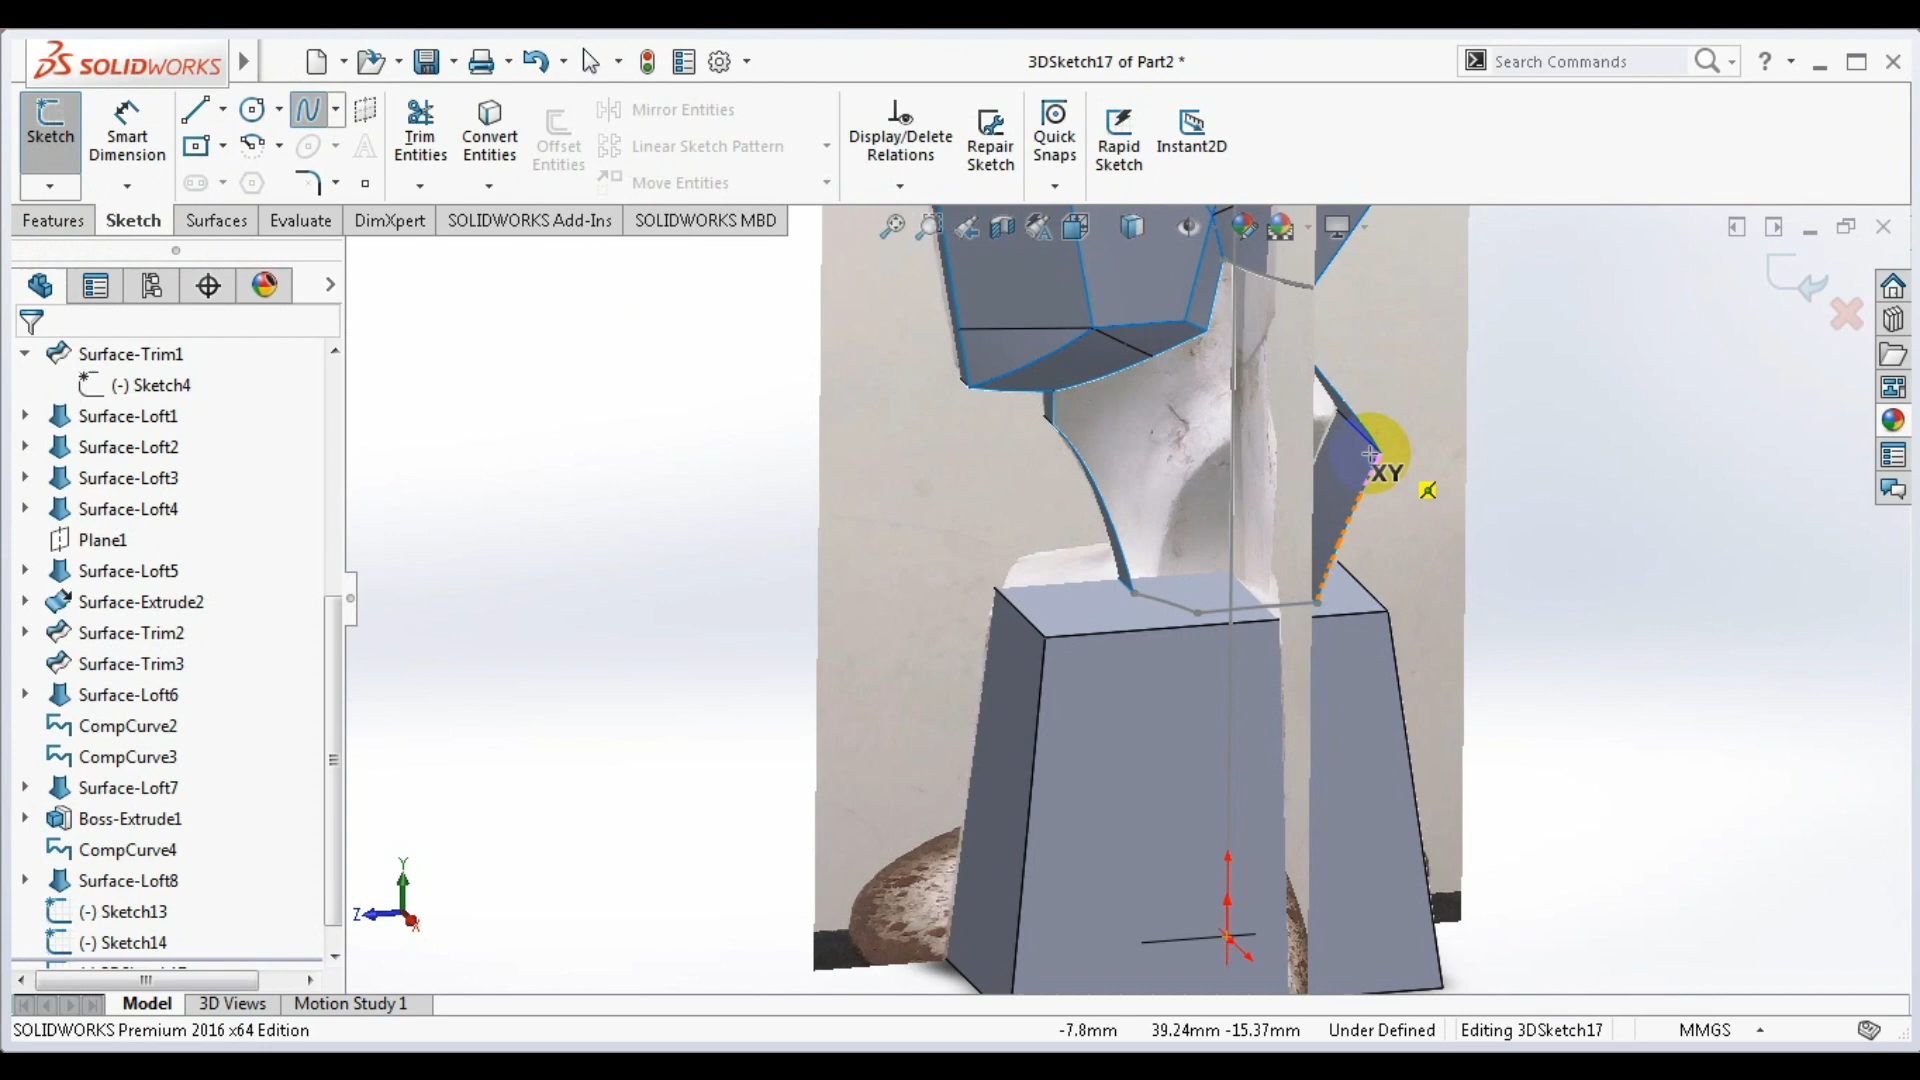 SOLIDWORKS
3DSketch17 of Part2 *
Search Commands
?
Sketch
Smart Dimension
Trim Entities
Convert Entities
Offset Entities
Mirror Entities
Linear Sketch Pattern
Move Entities
Display/Delete Relations
Repair Sketch
Quick Snaps
Rapid Sketch
Instant2D
Features
Sketch
Surfaces
Evaluate
DimXpert
SOLIDWORKS Add-Ins
SOLIDWORKS MBD
Surface-Trim1
(-) Sketch4
Surface-Loft1
Surface-Loft2
Surface-Loft3
Surface-Loft4
Plane1
Surface-Loft5
Surface-Extrude2
Surface-Trim2
Surface-Trim3
Surface-Loft6
CompCurve2
CompCurve3
Surface-Loft7
Boss-Extrude1
CompCurve4
Surface-Loft8
(-) Sketch13
(-) Sketch14
XY
Y
Z
X
Model
3D Views
Motion Study 1
SOLIDWORKS Premium 2016 x64 Edition
-7.8mm
39.24mm -15.37mm
Under Defined
Editing 3DSketch17
MMGS